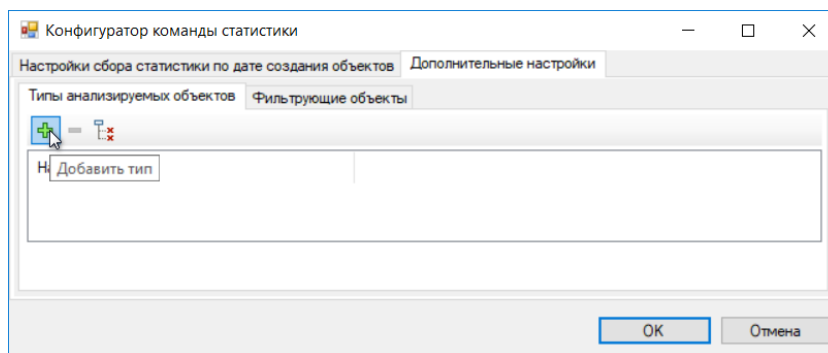 Конфигуратор команды статистики
Настройки сбора статистики по дате создания объектов Дополнительные настройки
Типы анализируемых объектов Фильтрующие объекты
Добавить тип
OK Отмена